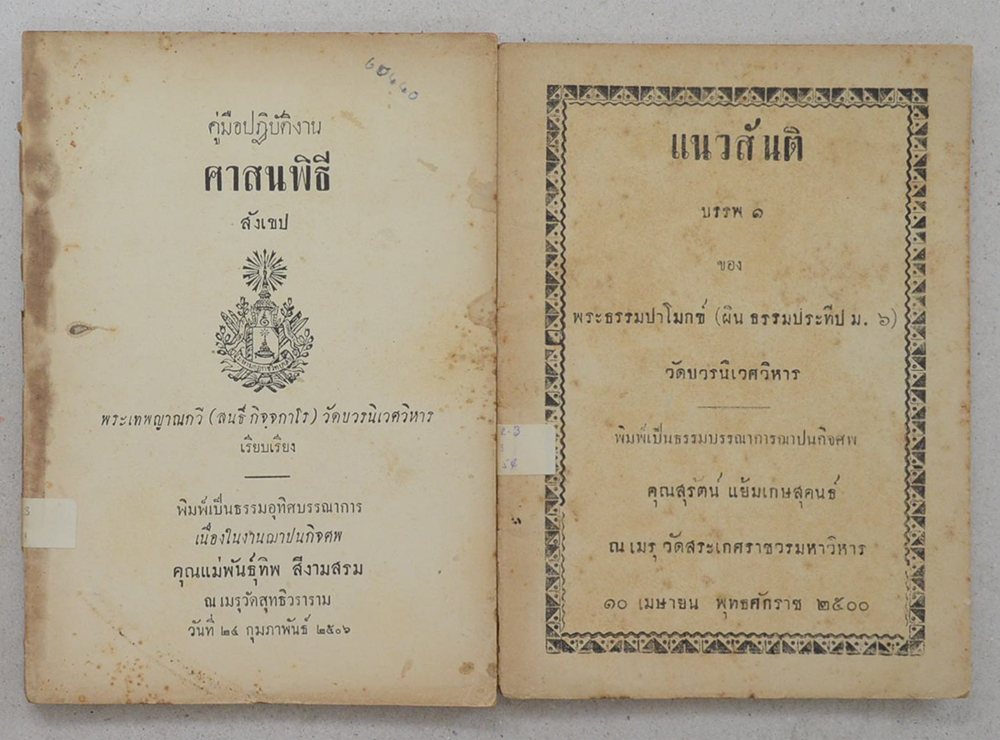 คู่มือปฏิบัติงาน
ศาสนพิธี
สังเขป
พระเทพญาณกวี (สนธิ์ กิจฺจกาโร) วัดบวรนิเวศวิหาร
เรียบเรียง
พิมพ์เป็นธรรมอุทิศบรรณาการ
เนื่องในงานฌาปนกิจศพ
คุณแม่พันธุ์ทิพ สีงามสรม
ณ เมรุวัดสุทธิวราราม
วันที่ ๒๔ กุมภาพันธ์ ๒๕๐๖
แนวสันติ
บรรพ ๑
ของ
พระธรรมปาโมกข์ (ผิน ธรรมประทีป ม. ๖)
วัดบวรนิเวศวิหาร
พิมพ์เป็นธรรมบรรณาการฌาปนกิจศพ
คุณสุรัตน์ แย้มเกษสุคนธ์
ณ เมรุ วัดสระเกศราชวรมหาวิหาร
๑๐ เมษายน พุทธศักราช ๒๕๐๐